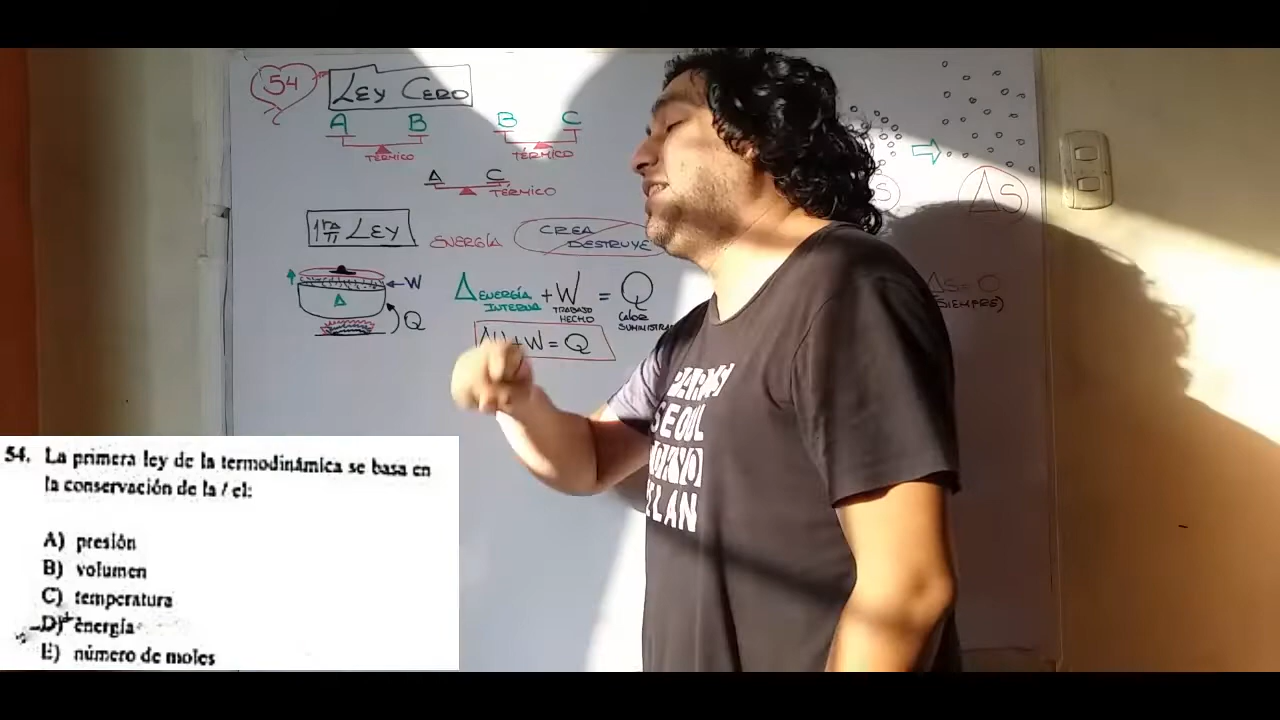 54
LEY CERO
A B
TÉRMICO
B C
TÉRMICO
A C
TÉRMICO
1ra LEY
ENERGÍA
CREA
DESTRUYE
W
Δ
Q
Δ ENERGÍA INTERNA + W = Q
TRABAJO HECHO
CALOR
+ W = Q
ΔS
ΔS = 0
SIEMPRE)
SEOUL
54. La primera ley de la termodinámica se basa en
la conservación de la / el:
A) presión
B) volumen
C) temperatura
D) energía
E) número de moles